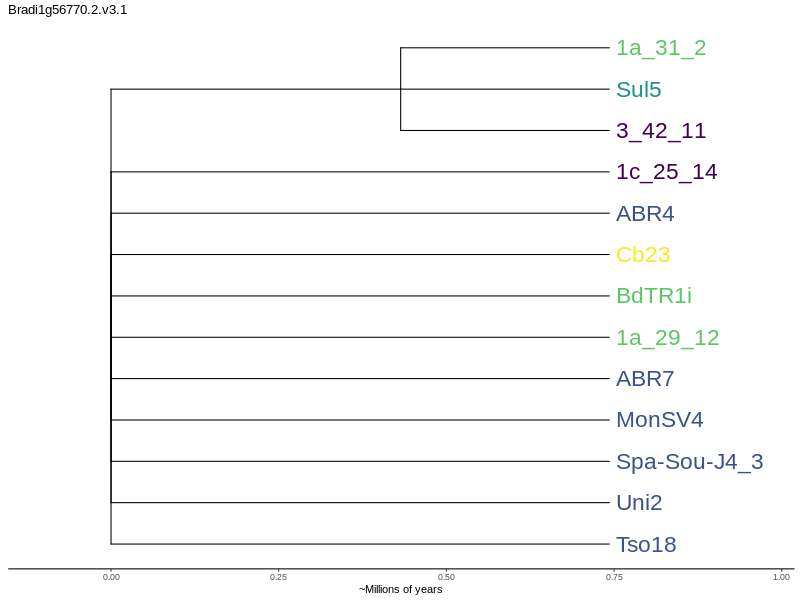 Bradi1g56770.2.v3.1
1a_31_2
Sul5
3_42_11
1c_25_14
ABR4
Cb23
BdTR1i
1a_29_12
ABR7
MonSV4
Spa-Sou-J4_3
Uni2
Tso18
0.00 0.25 0.50 0.75 1.00
~Millions of years